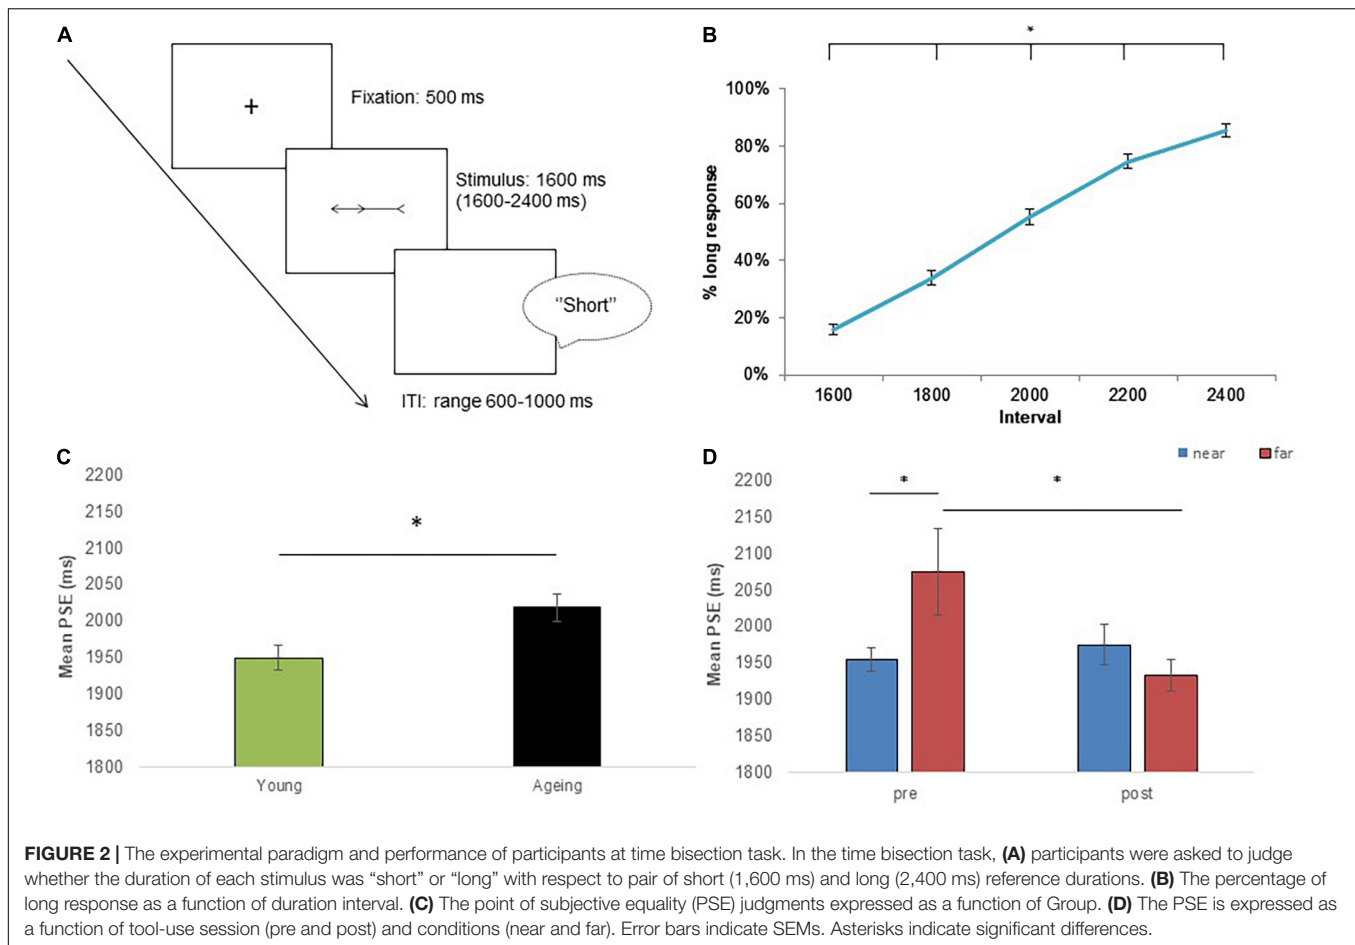 A
+
Fixation: 500 ms
Stimulus: 1600 ms
(1600-2400 ms)
“Short”
ITI: range 600-1000 ms
B
*
100%
80%
60%
40%
20%
0%
% long response
1600 1800 2000 2200 2400
Interval
C
2200
2150
2100
2050
2000
1950
1900
1850
1800
Mean PSE (ms)
*
Young Ageing
D
near far
2200
2150
2100
2050
2000
1950
1900
1850
1800
Mean PSE (ms)
* *
pre post
FIGURE 2 | The experimental paradigm and performance of participants at time bisection task. In the time bisection task, (A) participants were asked to judge
whether the duration of each stimulus was “short” or “long” with respect to pair of short (1,600 ms) and long (2,400 ms) reference durations. (B) The percentage of
long response as a function of duration interval. (C) The point of subjective equality (PSE) judgments expressed as a function of Group. (D) The PSE is expressed as
a function of tool-use session (pre and post) and conditions (near and far). Error bars indicate SEMs. Asterisks indicate significant differences.